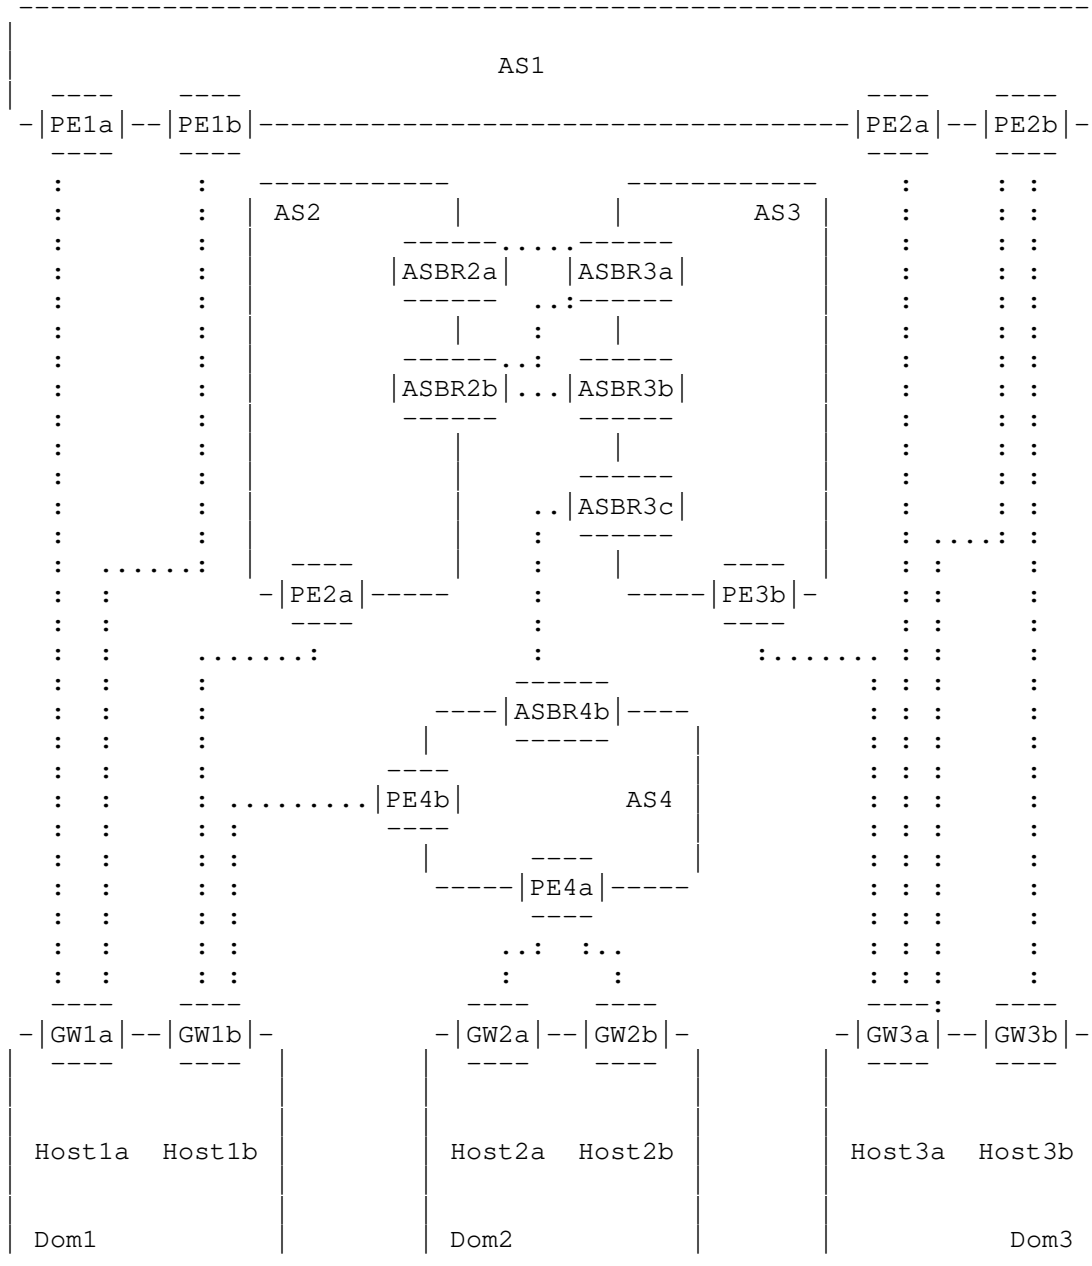 AS1
PE1a PE1b PE2a PE2b
AS2 AS3
ASBR2a ASBR3a
ASBR2b ASBR3b
ASBR3c
PE2a PE3b
ASBR4b
PE4b AS4
PE4a
GW1a GW1b GW2a GW2b GW3a GW3b
Host1a Host1b Host2a Host2b Host3a Host3b
Dom1 Dom2 Dom3